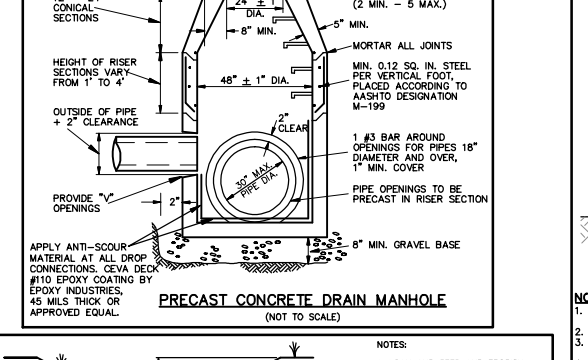 CONICAL
SECTIONS
24" ± 1"
DIA.
8" MIN.
(2 MIN. - 5 MAX.)
5" MIN.
MORTAR ALL JOINTS
HEIGHT OF RISER
SECTIONS VARY
FROM 1' TO 4'
48" ± 1" DIA.
MIN. 0.12 SQ. IN. STEEL
PER VERTICAL FOOT,
PLACED ACCORDING TO
AASHTO DESIGNATION
M-199
OUTSIDE OF PIPE
+ 2" CLEARANCE
2"
CLEAR
1 #3 BAR AROUND
OPENINGS FOR PIPES 18"
DIAMETER AND OVER,
1" MIN. COVER
30" MAX.
PIPE DIA.
PROVIDE "V"
OPENINGS
2"
PIPE OPENINGS TO BE
PRECAST IN RISER SECTION
APPLY ANTI-SCOUR
MATERIAL AT ALL DROP
CONNECTIONS. CEVA DECK
#110 EPOXY COATING BY
EPOXY INDUSTRIES,
45 MILS THICK OR
APPROVED EQUAL.
8" MIN. GRAVEL BASE
PRECAST CONCRETE DRAIN MANHOLE
(NOT TO SCALE)
NOTES:
1.
2.
3.